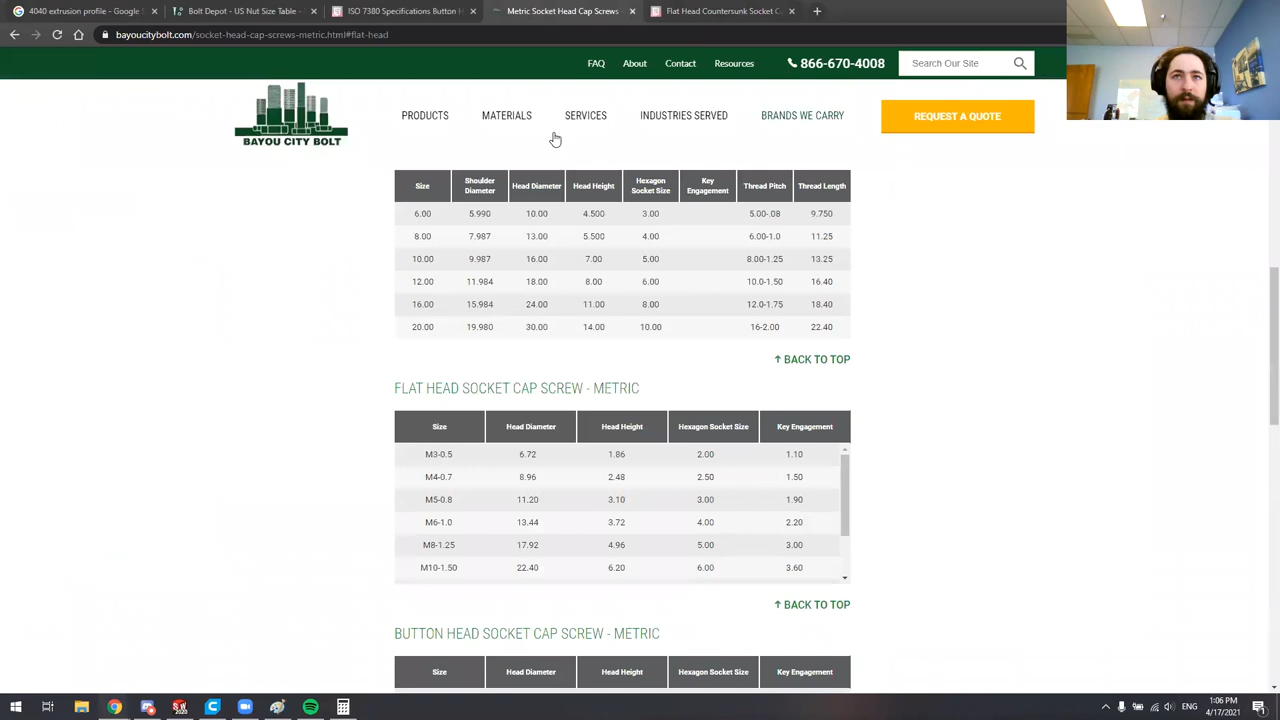 4040 extrusion dimensions - Google
Bolt Depot - US Nut Size Table -
ISO 7380 Specifications Button H
Metric Socket Head Cap Screws
Flat Head Countersunk Socket C
bayoucitybolt.com/socket-head-cap-screws-metric.html#flat-head
FAQ About Contact Resources 866-670-4008 Search Our Site
BAYOU CITY BOLT
PRODUCTS MATERIALS SERVICES INDUSTRIES SERVED BRANDS WE CARRY REQUEST A QUOTE
Size Shoulder Diameter Head Diameter Head Height Hexagon Socket Size Key Engagement Thread Pitch Thread Length
6.00 5.990 10.00 4.500 3.00 5.00-.08 9.750
8.00 7.987 13.00 5.500 4.00 6.00-1.0 11.25
10.00 9.987 16.00 7.00 5.00 8.00-1.25 13.25
12.00 11.984 18.00 8.00 6.00 10.0-1.50 16.40
16.00 15.984 24.00 11.00 8.00 12.0-1.75 18.40
20.00 19.980 30.00 14.00 10.00 16-2.00 22.40
↑ BACK TO TOP
FLAT HEAD SOCKET CAP SCREW - METRIC
Size Head Diameter Head Height Hexagon Socket Size Key Engagement
M3-0.5 6.72 1.86 2.00 1.10
M4-0.7 8.96 2.48 2.50 1.50
M5-0.8 11.20 3.10 3.00 1.90
M6-1.0 13.44 3.72 4.00 2.20
M8-1.25 17.92 4.96 5.00 3.00
M10-1.50 22.40 6.20 6.00 3.60
↑ BACK TO TOP
BUTTON HEAD SOCKET CAP SCREW - METRIC
Size Head Diameter Head Height Hexagon Socket Size Key Engagement
1:06 PM
4/17/2021